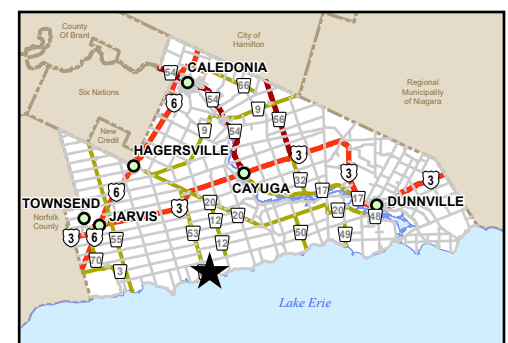 County
Of Brant
City of
Hamilton
CALEDONIA
54
66
6
54
Six Nations
Regional
Municipality
of Niagara
9
56
New
Credit
9
54
3
HAGERSVILLE
3
6
CAYUGA
32
17
3
TOWNSEND
3
20
17
DUNNVILLE
Norfolk
County
JARVIS
12
20
20
48
3
6
55
53
12
50
49
70
3
Lake Erie